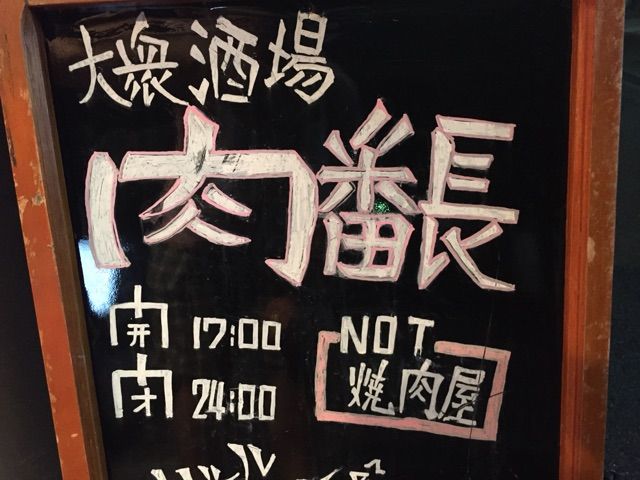 大衆酒場
肉番長
開 17:00
閉 24:00
NOT
焼肉屋